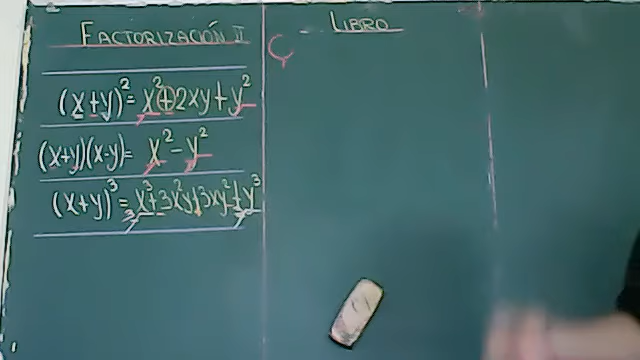 FACTORIZACIÓN II
(x+y)²= x²+2xy+y²
(x+y)(x-y)= x²-y²
(x+y)³= x³+3x²y+3xy²+y³
LIBRO